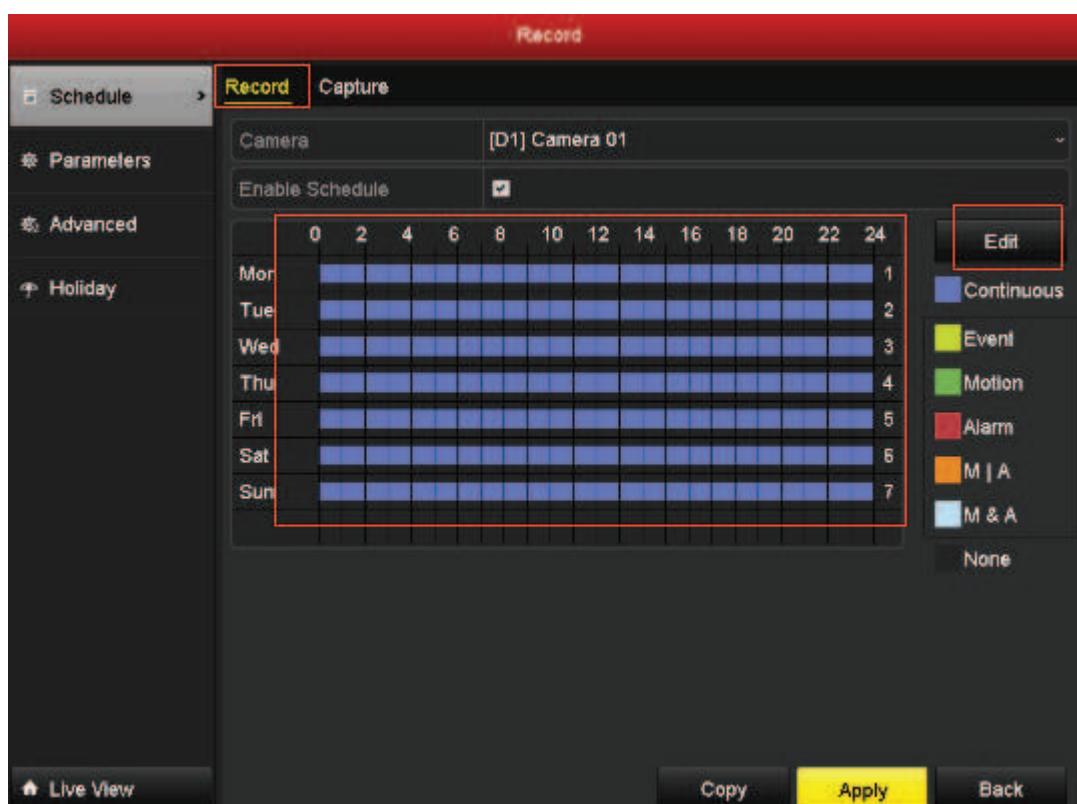 Record
Schedule
Parameters
Advanced
Holiday
Live View
Record Capture
Camera [D1] Camera 01
Enable Schedule
0 2 4 6 8 10 12 14 16 18 20 22 24
Mon 1
Tue 2
Wed 3
Thu 4
Fri 5
Sat 6
Sun 7
Edit
Continuous
Event
Motion
Alarm
M | A
M & A
None
Copy Apply Back